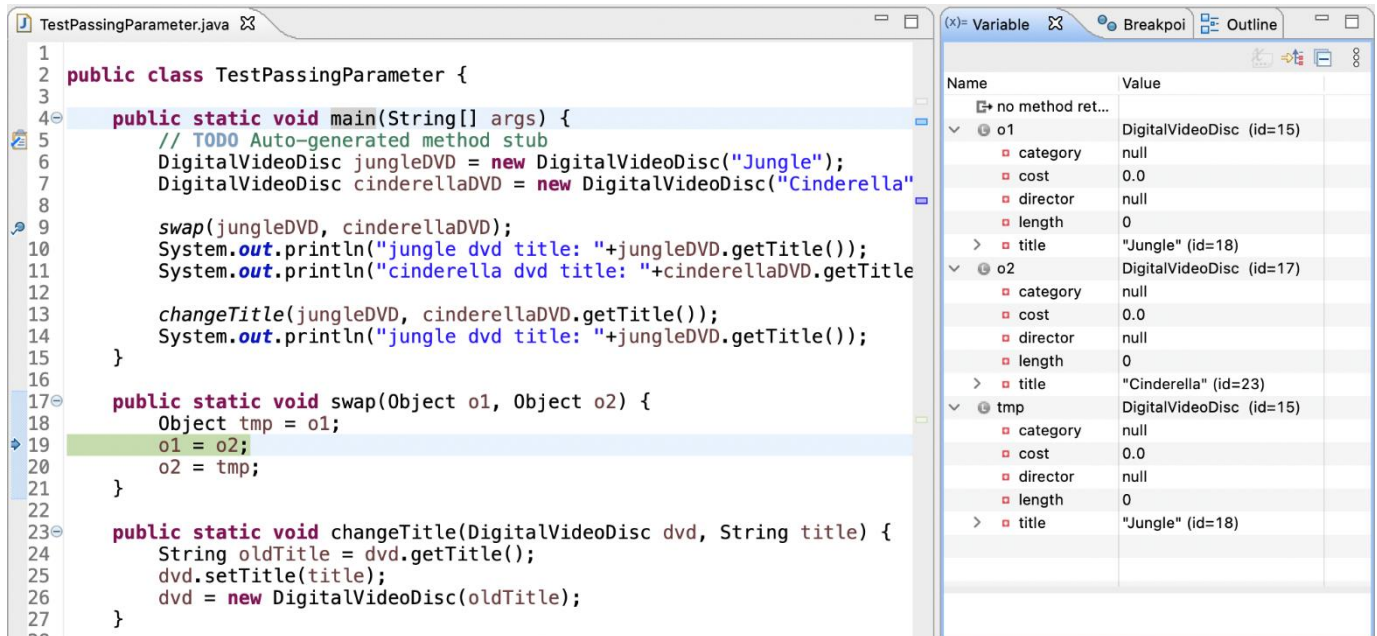 TestPassingParameter.java
1
2 public class TestPassingParameter {
3
4 public static void main(String[] args) {
5 // TODO Auto-generated method stub
6 DigitalVideoDisc jungleDVD = new DigitalVideoDisc("Jungle");
7 DigitalVideoDisc cinderellaDVD = new DigitalVideoDisc("Cinderella"
8
9 swap(jungleDVD, cinderellaDVD);
10 System.out.println("jungle dvd title: "+jungleDVD.getTitle());
11 System.out.println("cinderella dvd title: "+cinderellaDVD.getTitle
12
13 changeTitle(jungleDVD, cinderellaDVD.getTitle());
14 System.out.println("jungle dvd title: "+jungleDVD.getTitle());
15 }
16
17 public static void swap(Object o1, Object o2) {
18 Object tmp = o1;
19 o1 = o2;
20 o2 = tmp;
21 }
22
23 public static void changeTitle(DigitalVideoDisc dvd, String title) {
24 String oldTitle = dvd.getTitle();
25 dvd.setTitle(title);
26 dvd = new DigitalVideoDisc(oldTitle);
27 }
(x)= Variable Breakpoi Outline
Name Value
no method ret...
o1 DigitalVideoDisc (id=15)
category null
cost 0.0
director null
length 0
title "Jungle" (id=18)
o2 DigitalVideoDisc (id=17)
category null
cost 0.0
director null
length 0
title "Cinderella" (id=23)
tmp DigitalVideoDisc (id=15)
category null
cost 0.0
director null
length 0
title "Jungle" (id=18)